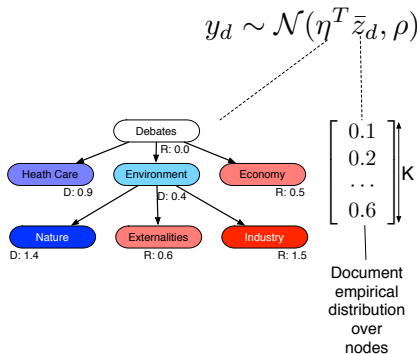 y_d ~ N(η^T z̄_d, ρ)
Debates
R: 0.0
Heath Care
Environment
Economy
D: 0.9
D: 0.4
R: 0.5
Nature
Externalities
Industry
D: 1.4
R: 0.6
R: 1.5
0.1
0.2
...
0.6
K
Document
empirical
distribution
over
nodes